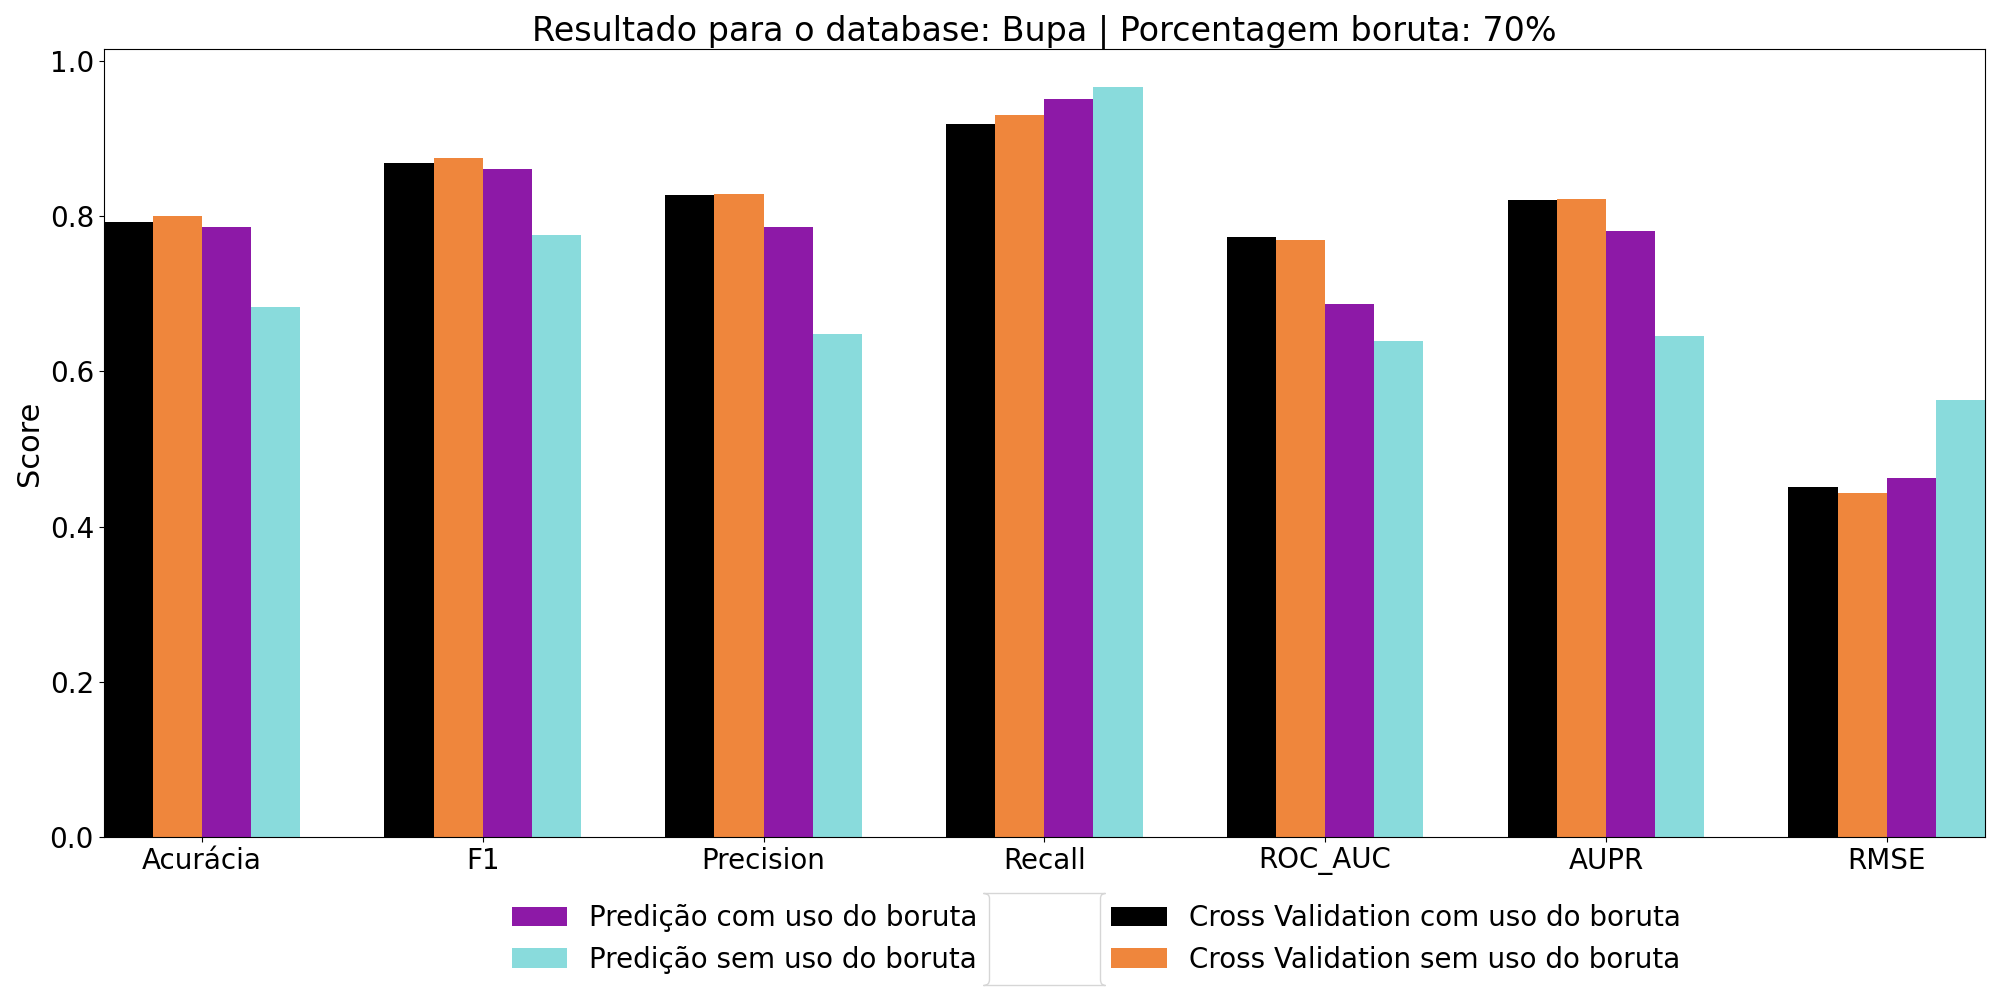 Resultado para o database: Bupa | Porcentagem boruta: 70%
1.0
0.8
0.6
0.4
0.2
0.0
Score
Acurácia F1 Precision Recall ROC_AUC AUPR RMSE
Predição com uso do boruta
Predição sem uso do boruta
Cross Validation com uso do boruta
Cross Validation sem uso do boruta